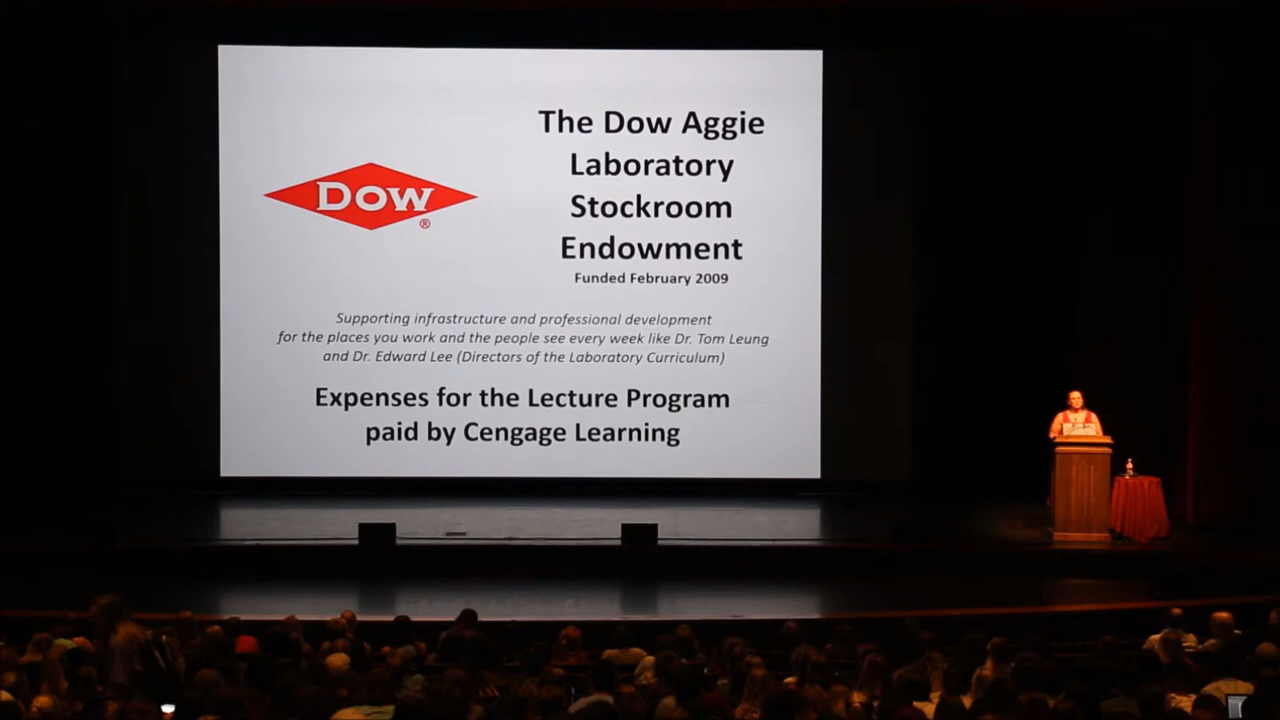 DOW
®
The Dow Aggie
Laboratory
Stockroom
Endowment
Funded February 2009
Supporting infrastructure and professional development
for the places you work and the people see every week like Dr. Tom Leung
and Dr. Edward Lee (Directors of the Laboratory Curriculum)
Expenses for the Lecture Program
paid by Cengage Learning